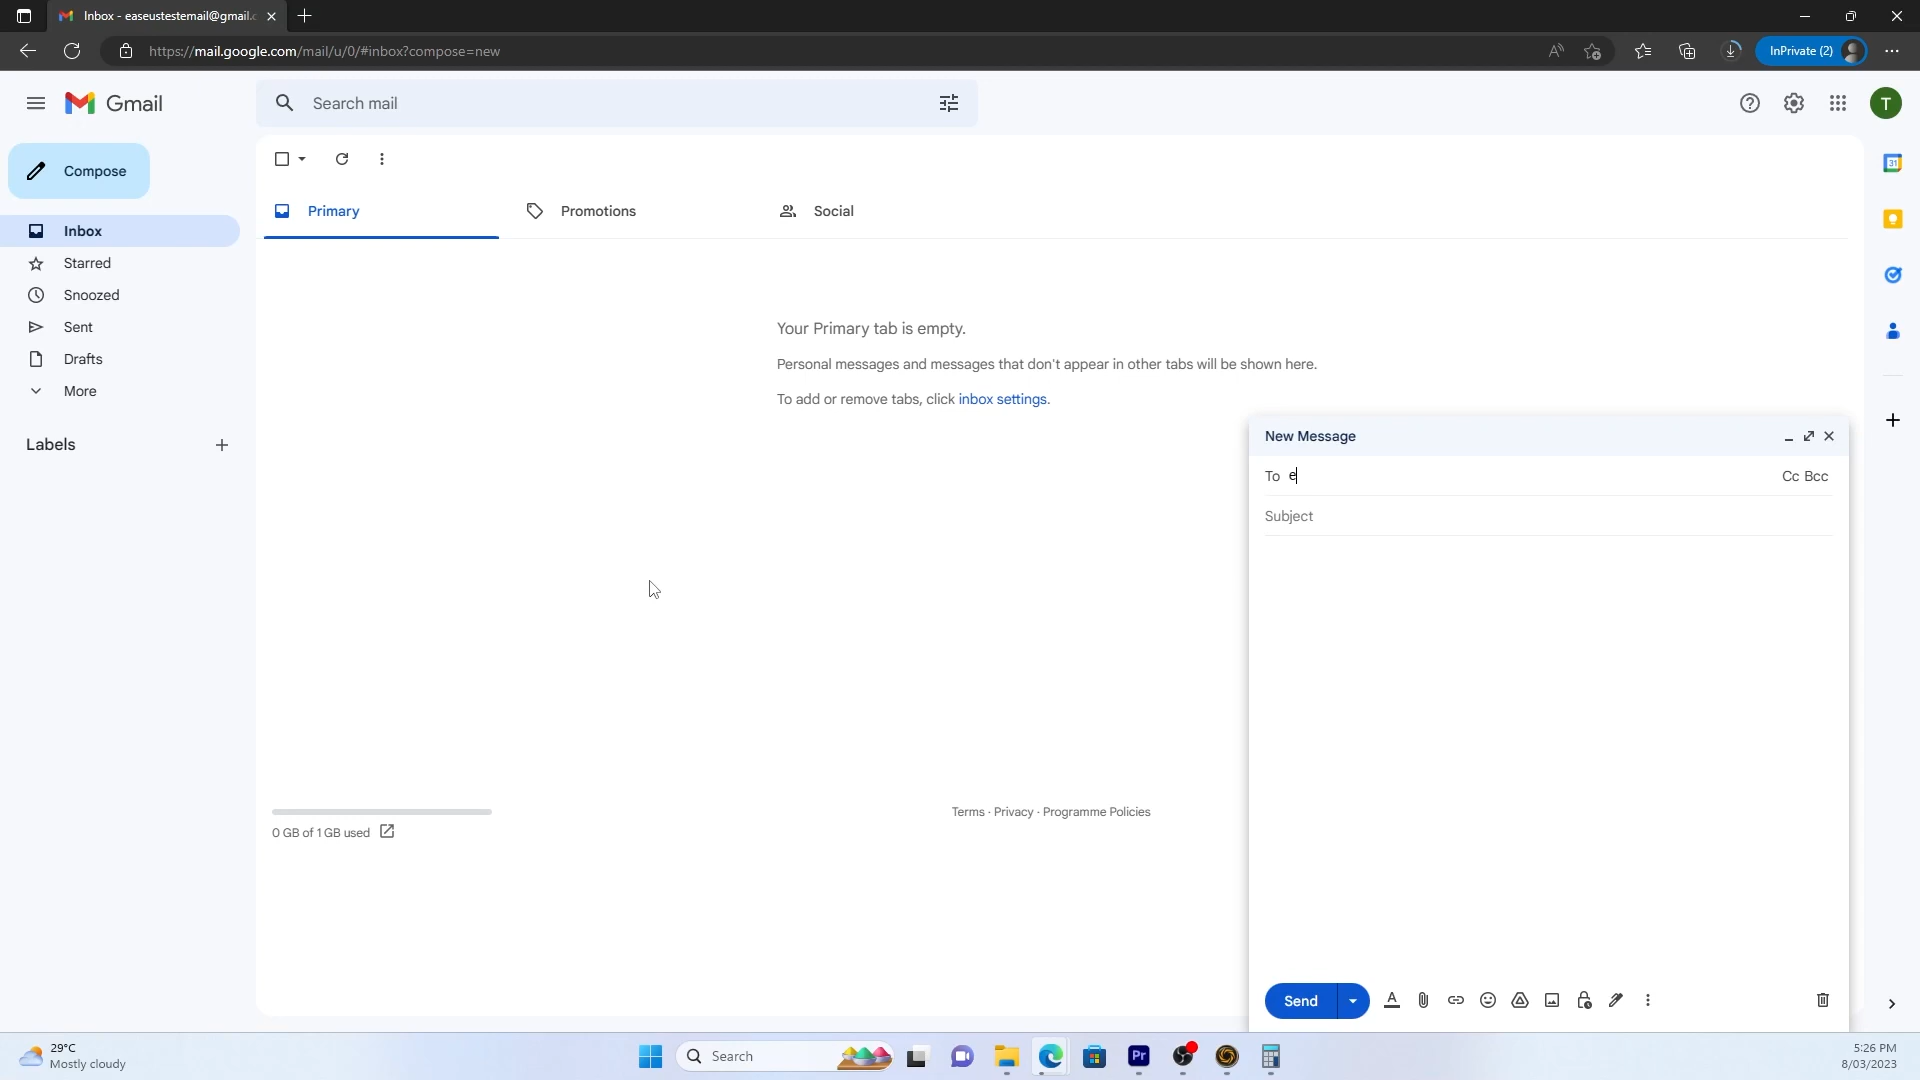 Inbox - easeustestemail@gmail.c
https://mail.google.com/mail/u/0/#inbox?compose=new
InPrivate (2)
Gmail
Search mail
T
Compose
31
Primary
Promotions
Social
Inbox
Starred
Snoozed
Sent
Drafts
More
Labels
Your Primary tab is empty.
Personal messages and messages that don't appear in other tabs will be shown here.
To add or remove tabs, click inbox settings.
New Message
To e
Cc Bcc
Subject
0 GB of 1 GB used
Terms · Privacy · Programme Policies
Send
A
29°C
Mostly cloudy
Search
Pr
5:26 PM
8/03/2023